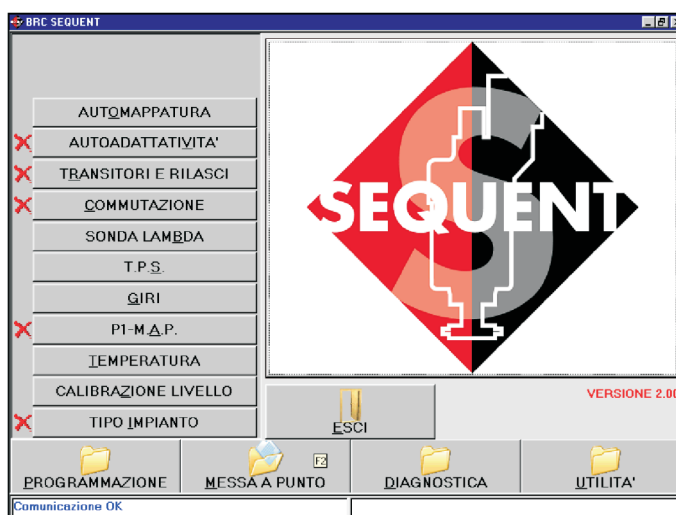 BRC SEQUENT
AUTOMAPPATURA
AUTOADATTATIVITA'
TRANSITORI E RILASCI
COMMUTAZIONE
SONDA LAMBDA
T.P.S.
GIRI
P1-M.A.P.
TEMPERATURA
CALIBRAZIONE LIVELLO
TIPO IMPIANTO
SEQUENT
ESCI
VERSIONE 2.00
PROGRAMMAZIONE
MESSA A PUNTO
F2
DIAGNOSTICA
UTILITA'
Comunicazione OK